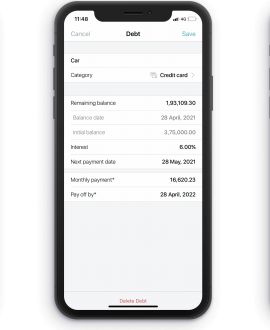 11:48
4G
Cancel Debt Save
Car
Category Credit card
Remaining balance 1,93,109.30
Balance date 28 April, 2021
Initial balance 3,75,000.00
Interest 6.00%
Next payment date 28 May, 2021
Monthly payment* 16,620.23
Pay off by* 28 April, 2022
Delete Debt